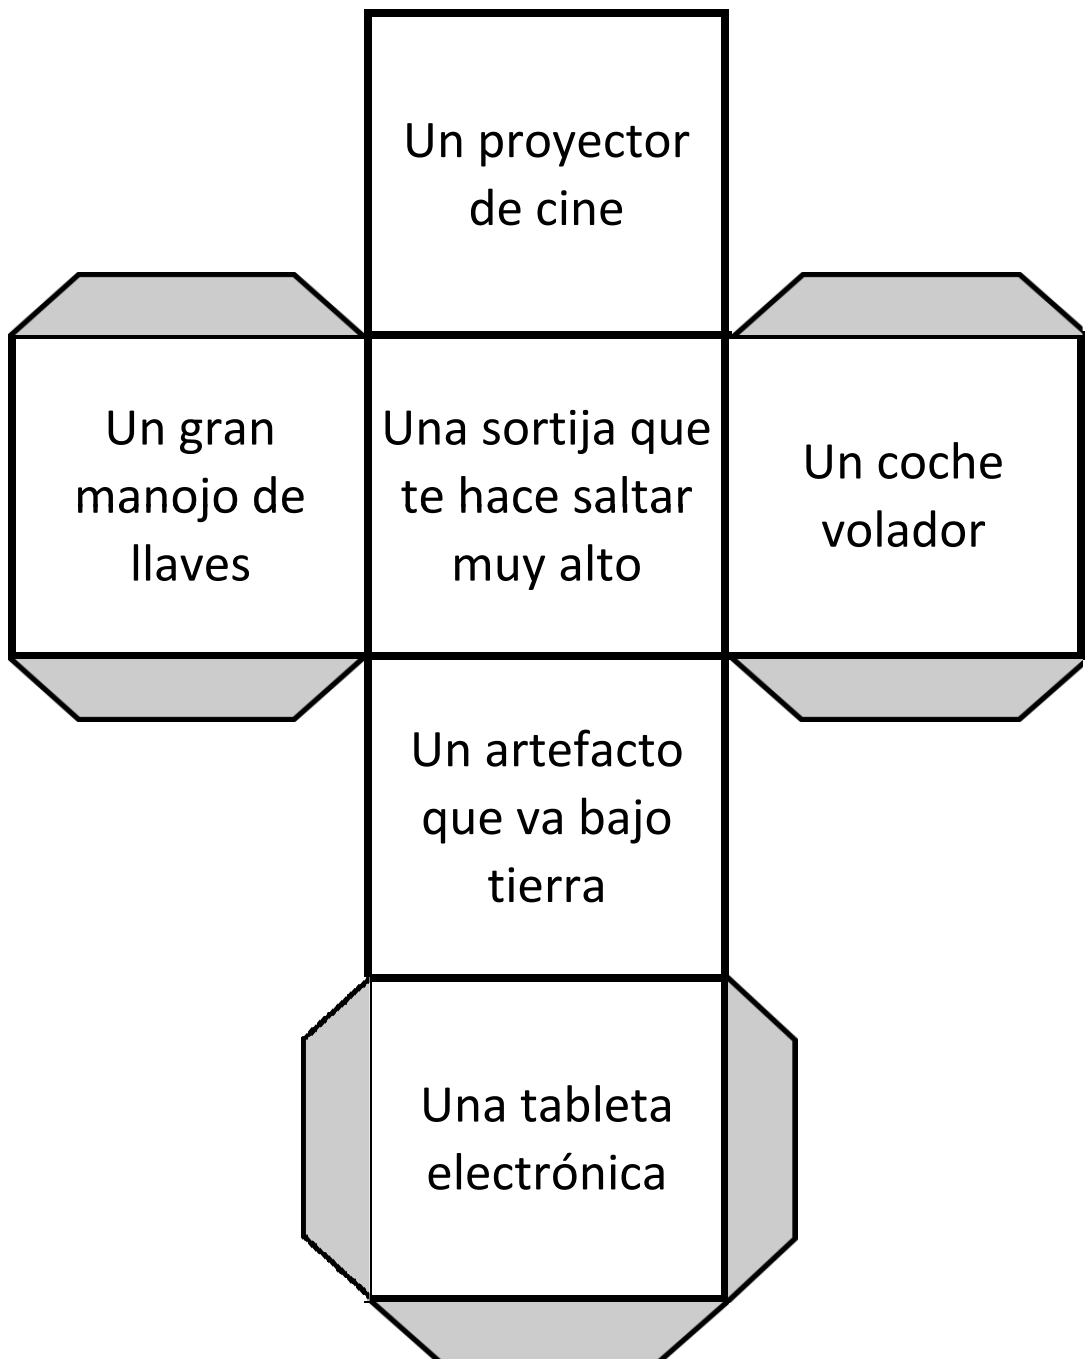 Un proyector
de cine
Un gran
manojo de
llaves
Una sortija que
te hace saltar
muy alto
Un coche
volador
Un artefacto
que va bajo
tierra
Una tableta
electrónica